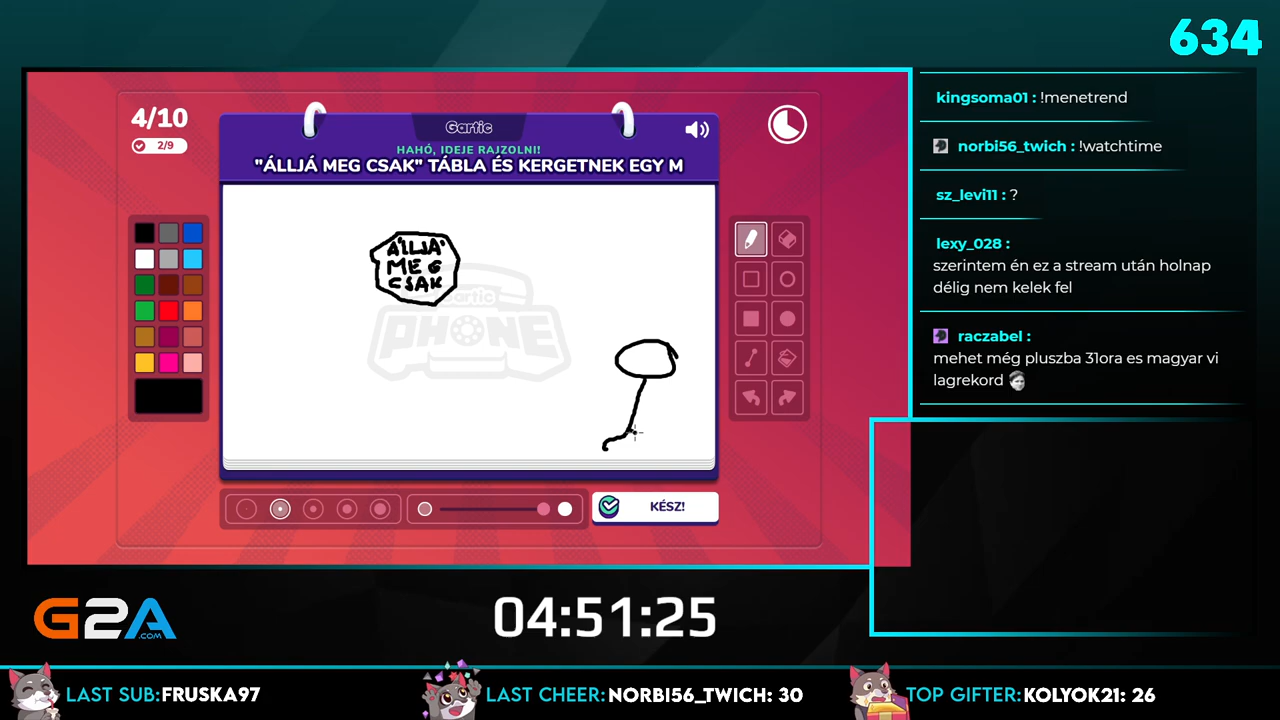 634
4/10
2/9
Gartic
HAHÓ, IDEJE RAJZOLNI!
"ÁLLJÁ MEG CSAK" TÁBLA ÉS KERGETNEK EGY M
ÁLLJÁ
MEG
CSAK
Gartic
PHONE
KÉSZ!
kingsoma01 : !menetrend
norbi56_twich : !watchtime
sz_levi11 : ?
lexy_028 :
szerintem én ez a stream után holnap
délig nem kelek fel
raczabel :
mehet még pluszba 31ora es magyar vi
lagrekord
G2A
.COM
04:51:25
LAST SUB:FRUSKA97
LAST CHEER:NORBI56_TWICH: 30
TOP GIFTER:KOLYOK21: 26